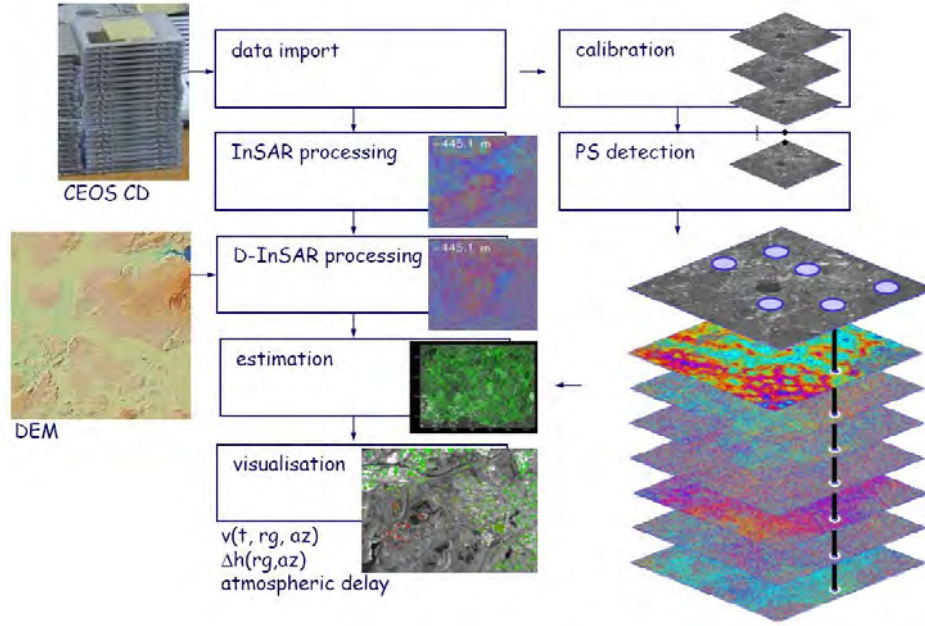 data import
calibration
InSAR processing
-445.1 m
PS detection
CEOS CD
D-InSAR processing
-445.1 m
estimation
DEM
visualisation
v(t, rg, az)
Δh(rg,az)
atmospheric delay